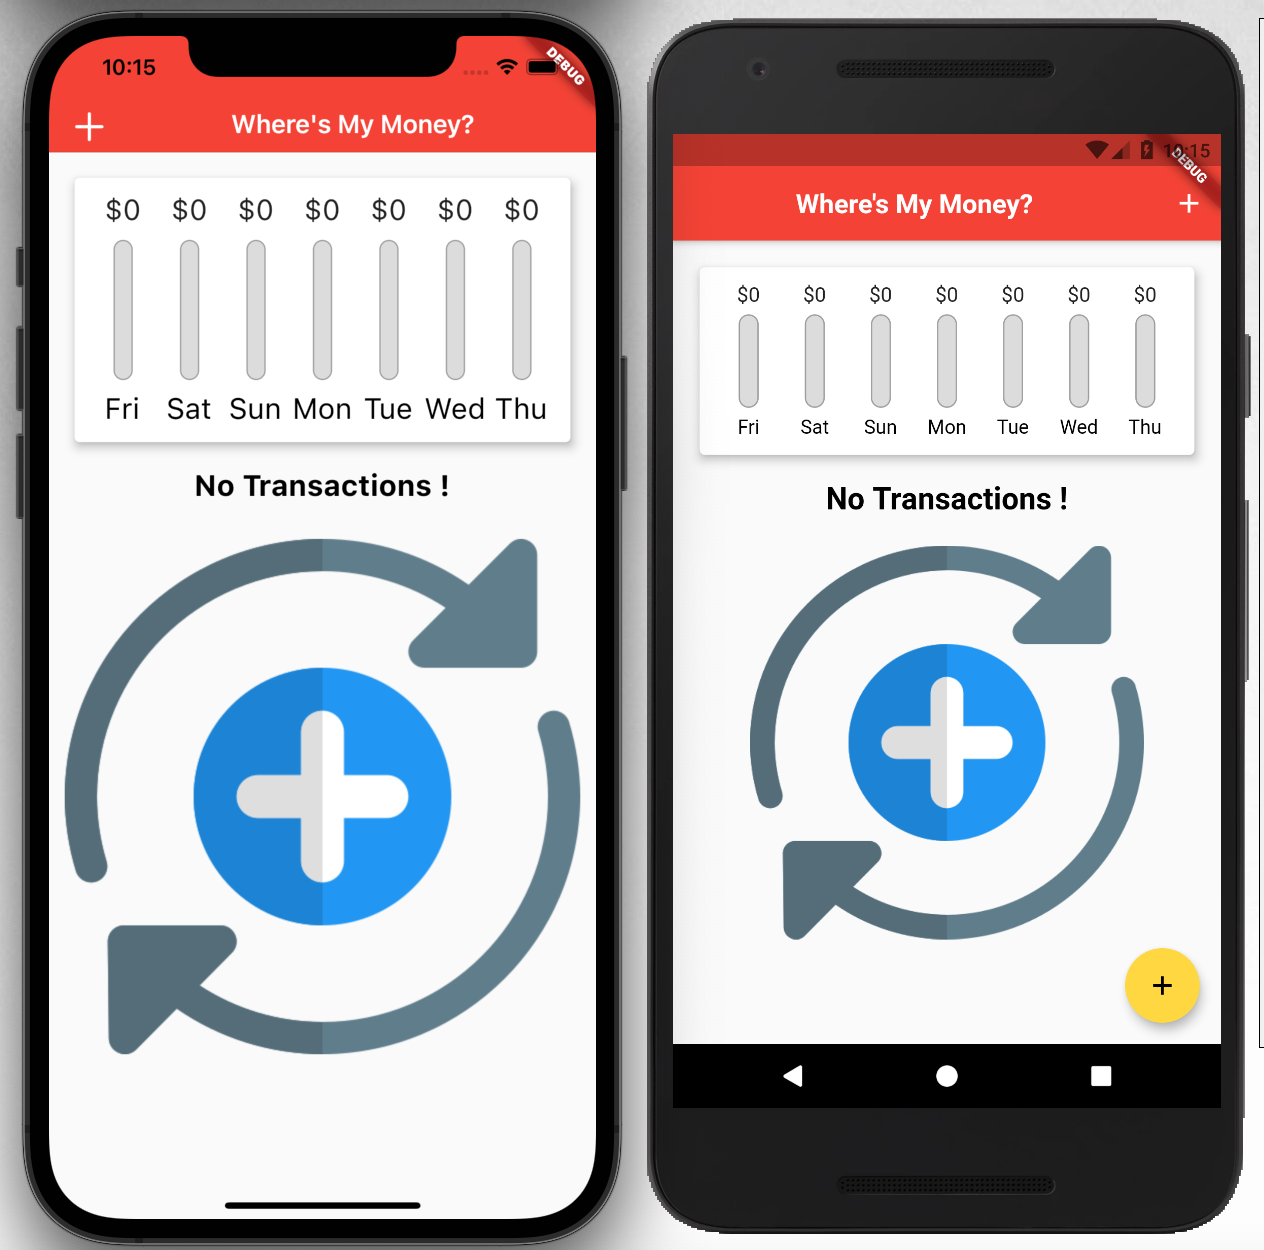 10:15
DEBUG
Where's My Money?
$0 $0 $0 $0 $0 $0 $0
Fri Sat Sun Mon Tue Wed Thu
No Transactions !
10:15
DEBUG
Where's My Money?
$0 $0 $0 $0 $0 $0 $0
Fri Sat Sun Mon Tue Wed Thu
No Transactions !